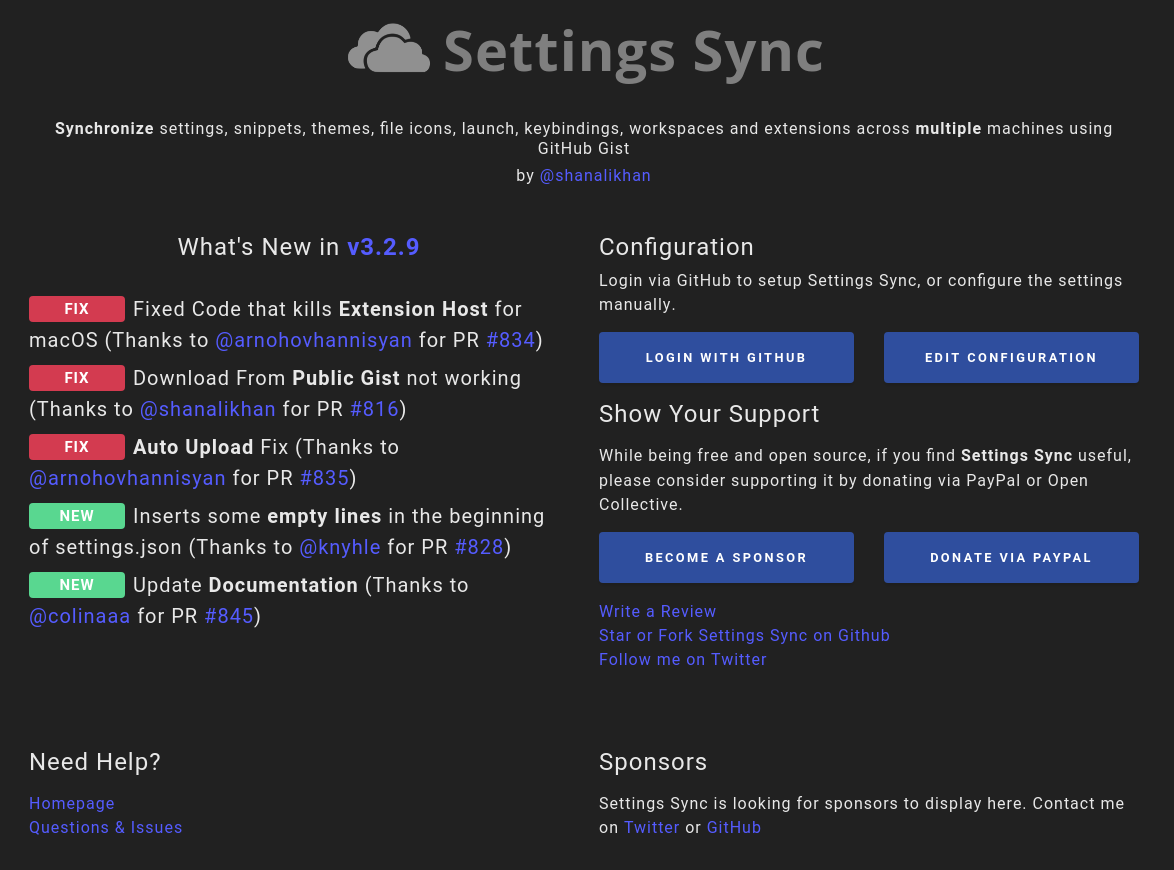 Settings Sync
Synchronize settings, snippets, themes, file icons, launch, keybindings, workspaces and extensions across multiple machines using
GitHub Gist
by @shanalikhan
What's New in v3.2.9
FIX Fixed Code that kills Extension Host for
macOS (Thanks to @arnohovhannisyan for PR #834)
FIX Download From Public Gist not working
(Thanks to @shanalikhan for PR #816)
FIX Auto Upload Fix (Thanks to
@arnohovhannisyan for PR #835)
NEW Inserts some empty lines in the beginning
of settings.json (Thanks to @knyhle for PR #828)
NEW Update Documentation (Thanks to
@colinaaa for PR #845)
Configuration
Login via GitHub to setup Settings Sync, or configure the settings
manually.
LOGIN WITH GITHUB
EDIT CONFIGURATION
Show Your Support
While being free and open source, if you find Settings Sync useful,
please consider supporting it by donating via PayPal or Open
Collective.
BECOME A SPONSOR
DONATE VIA PAYPAL
Write a Review
Star or Fork Settings Sync on Github
Follow me on Twitter
Need Help?
Homepage
Questions & Issues
Sponsors
Settings Sync is looking for sponsors to display here. Contact me
on Twitter or GitHub